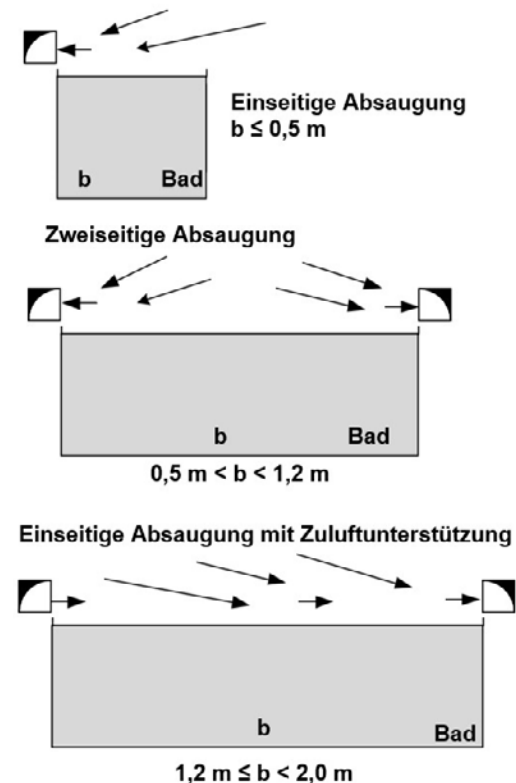 Einseitige Absaugung
b ≤ 0,5 m
b Bad
Zweiseitige Absaugung
b Bad
0,5 m < b < 1,2 m
Einseitige Absaugung mit Zuluftunterstützung
b Bad
1,2 m ≤ b < 2,0 m